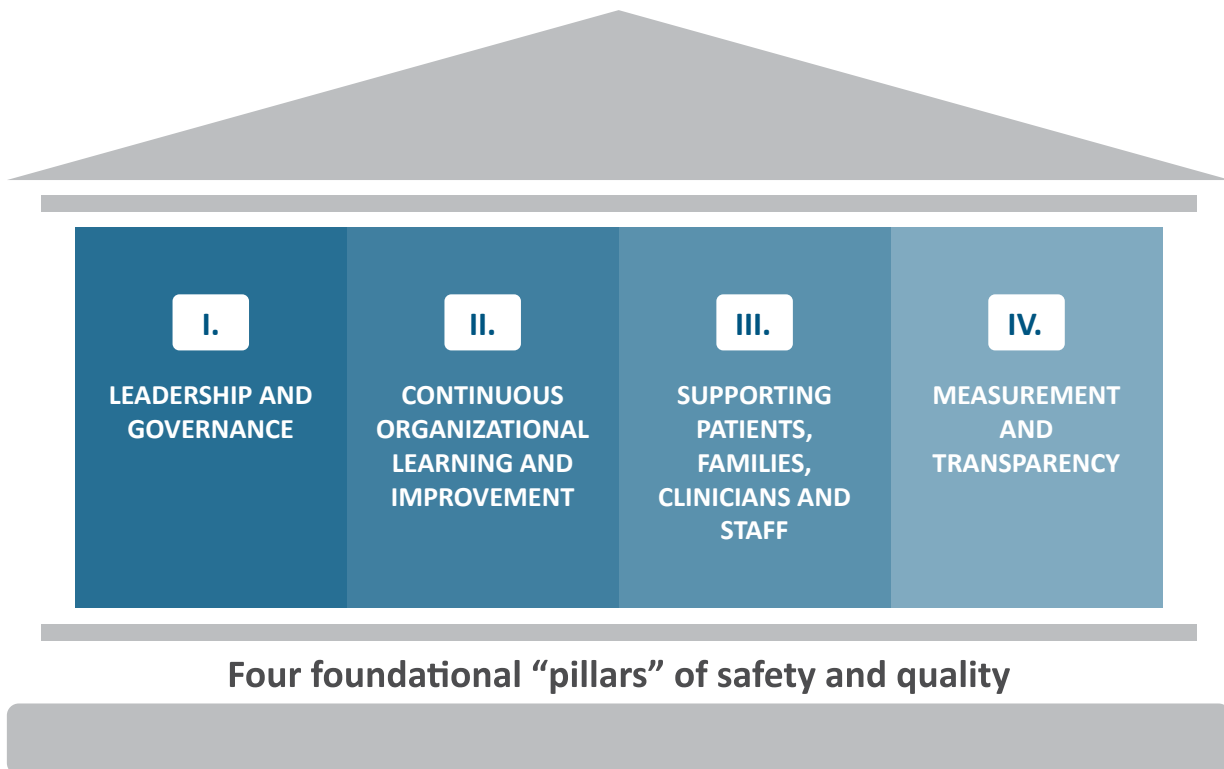 I.
LEADERSHIP AND
GOVERNANCE
II.
CONTINUOUS
ORGANIZATIONAL
LEARNING AND
IMPROVEMENT
III.
SUPPORTING
PATIENTS,
FAMILIES,
CLINICIANS AND
STAFF
IV.
MEASUREMENT
AND
TRANSPARENCY
Four foundational “pillars” of safety and quality